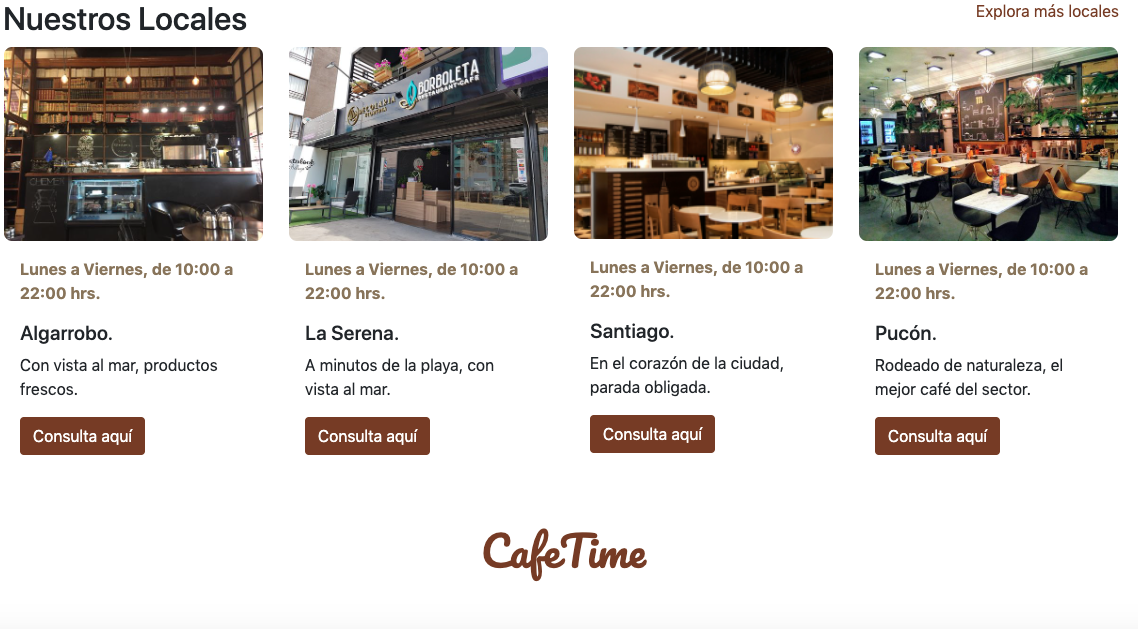 Nuestros Locales
Explora más locales
BORBOLETA
RESTAURANT·CAFE
Lunes a Viernes, de 10:00 a
22:00 hrs.
Algarrobo.
Con vista al mar, productos
frescos.
Consulta aquí
Lunes a Viernes, de 10:00 a
22:00 hrs.
La Serena.
A minutos de la playa, con
vista al mar.
Consulta aquí
Lunes a Viernes, de 10:00 a
22:00 hrs.
Santiago.
En el corazón de la ciudad,
parada obligada.
Consulta aquí
Lunes a Viernes, de 10:00 a
22:00 hrs.
Pucón.
Rodeado de naturaleza, el
mejor café del sector.
Consulta aquí
CafeTime